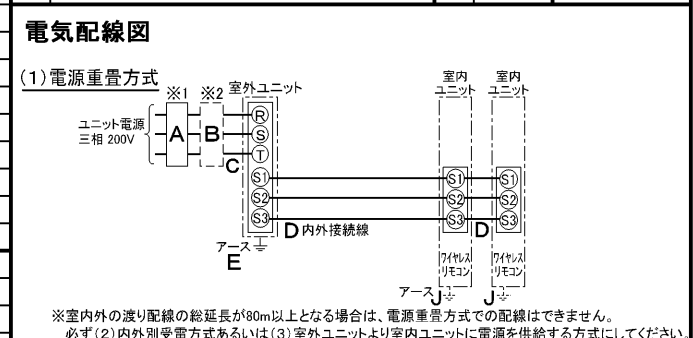 電気配線図
(1)電源重畳方式
※1 ※2 室外ユニット
室内
ユニット
室内
ユニット
ユニット電源
三相 200V
A B
C
R
S
T
S1
S2
S3
S1
S2
S3
S1
S2
S3
D 内外接続線
D
アース
E
ワイヤレス
リモコン
ワイヤレス
リモコン
アース J
J
※室内外の渡り配線の総延長が80m以上となる場合は、電源重畳方式での配線はできません。
必ず(2)内外別受電方式あるいは(3)室外ユニットより室内ユニットに電源を供給する方式にしてください。